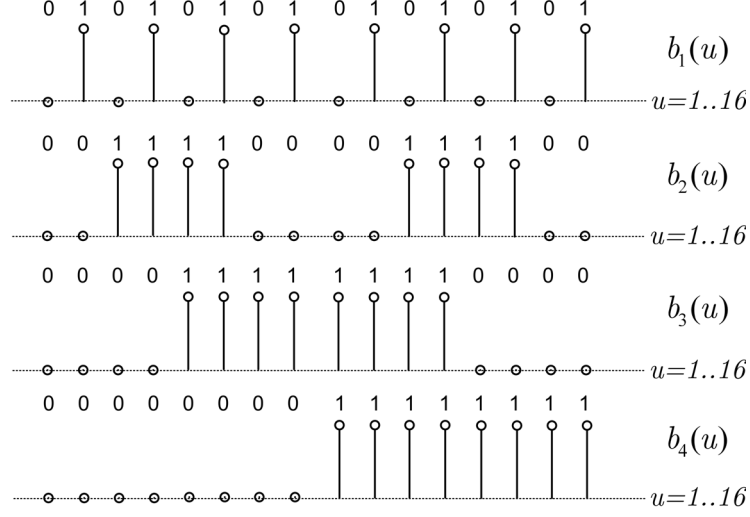 0 1 0 1 0 1 0 1 0 1 0 1 0 1 0 1
b₁(u)
u=1..16
0 0 1 1 1 1 0 0 0 0 1 1 1 1 0 0
b₂(u)
u=1..16
0 0 0 0 1 1 1 1 1 1 1 1 0 0 0 0
b₃(u)
u=1..16
0 0 0 0 0 0 0 0 1 1 1 1 1 1 1 1
b₄(u)
u=1..16